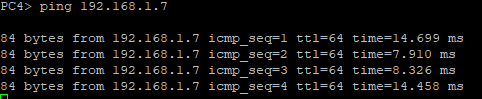 PC4> ping 192.168.1.7
84 bytes from 192.168.1.7 icmp_seq=1 ttl=64 time=14.699 ms
84 bytes from 192.168.1.7 icmp_seq=2 ttl=64 time=7.910 ms
84 bytes from 192.168.1.7 icmp_seq=3 ttl=64 time=8.326 ms
84 bytes from 192.168.1.7 icmp_seq=4 ttl=64 time=14.458 ms